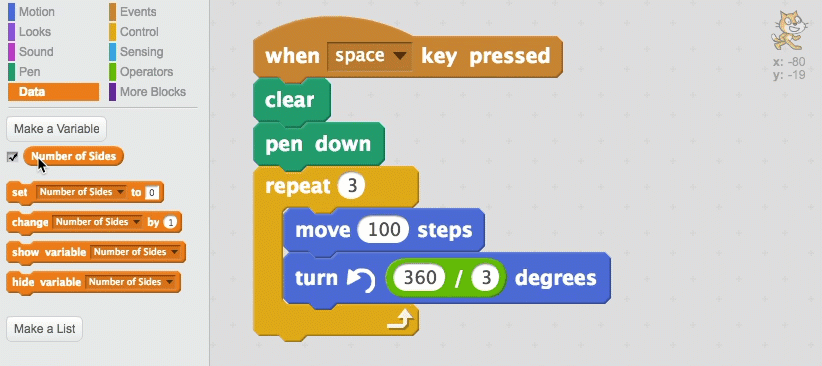 Motion
Events
Looks
Control
Sound
Sensing
Pen
Operators
Data
More Blocks
Make a Variable
Number of Sides
set Number of Sides to 0
change Number of Sides by 1
show variable Number of Sides
hide variable Number of Sides
Make a List
when space key pressed
clear
pen down
repeat 3
move 100 steps
turn 360 / 3 degrees
x: -80
y: -19